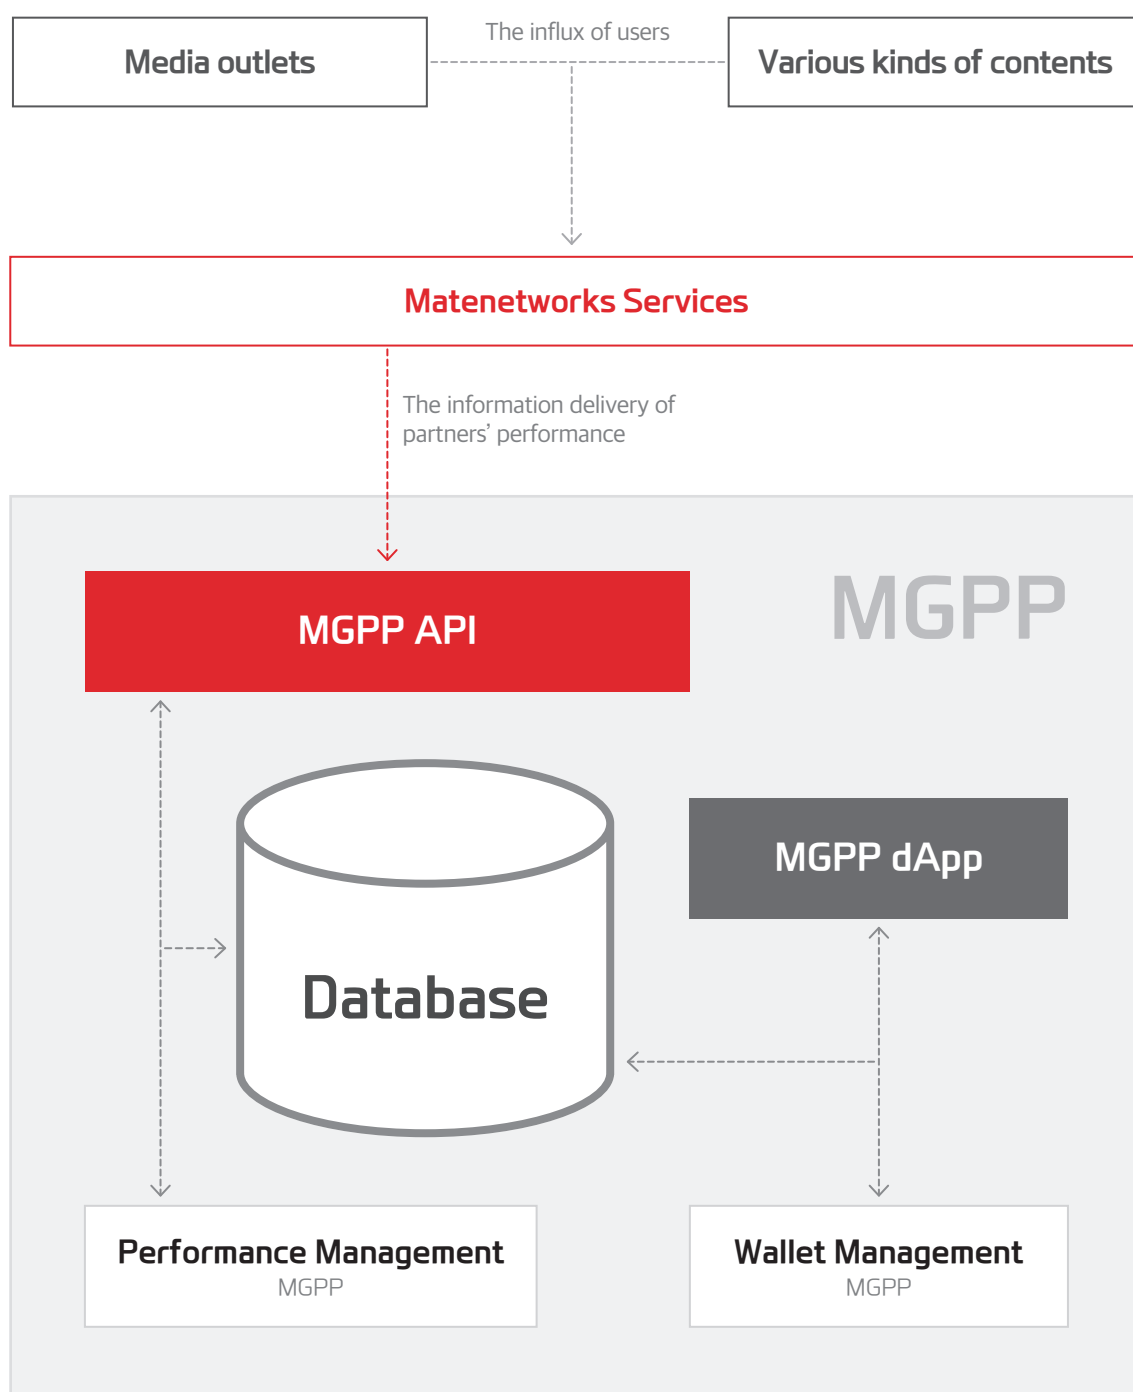 The influx of users
Media outlets
Various kinds of contents
Matenetworks Services
The information delivery of
partners’ performance
MGPP
MGPP API
MGPP dApp
Database
Performance Management
MGPP
Wallet Management
MGPP